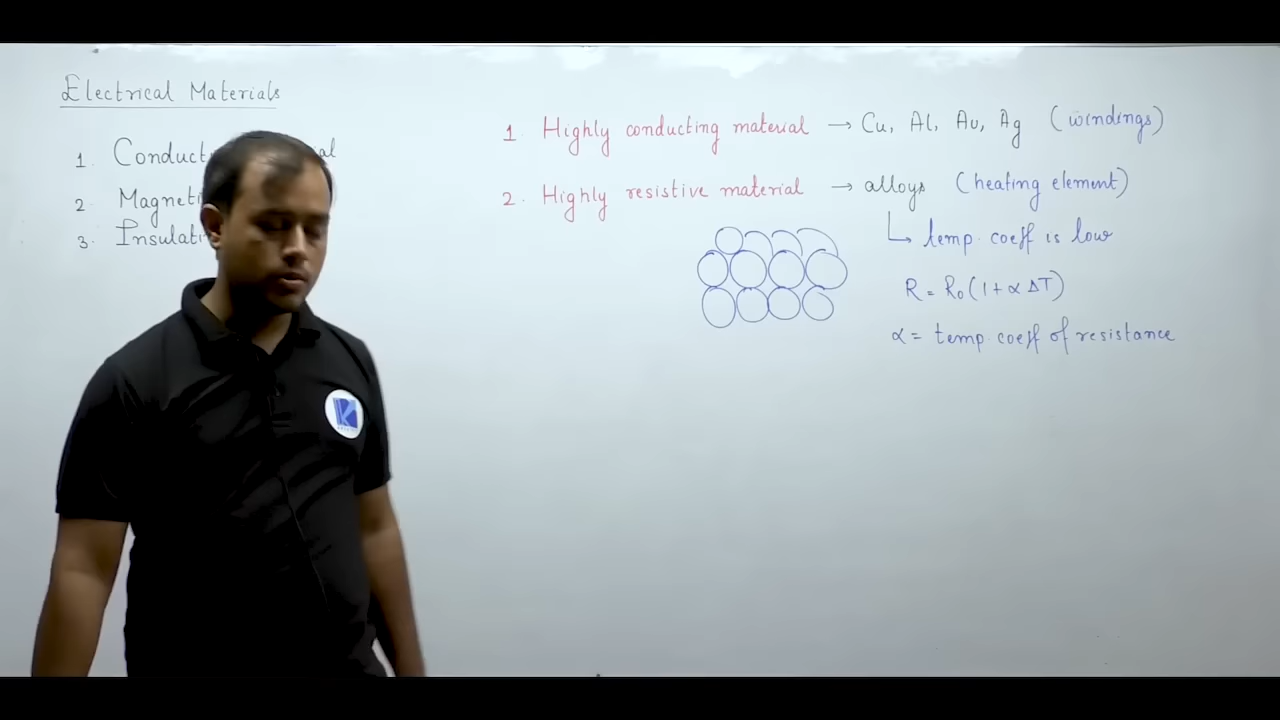 Electrical Materials
1. Conduct ial
2. Magneti
3. Insulati
1. Highly conducting material → Cu, Al, Au, Ag (windings)
2. Highly resistive material → alloys (heating element)
↳ temp. coeff is low
R = R₀(1 + α ΔT)
α = temp. coeff of resistance